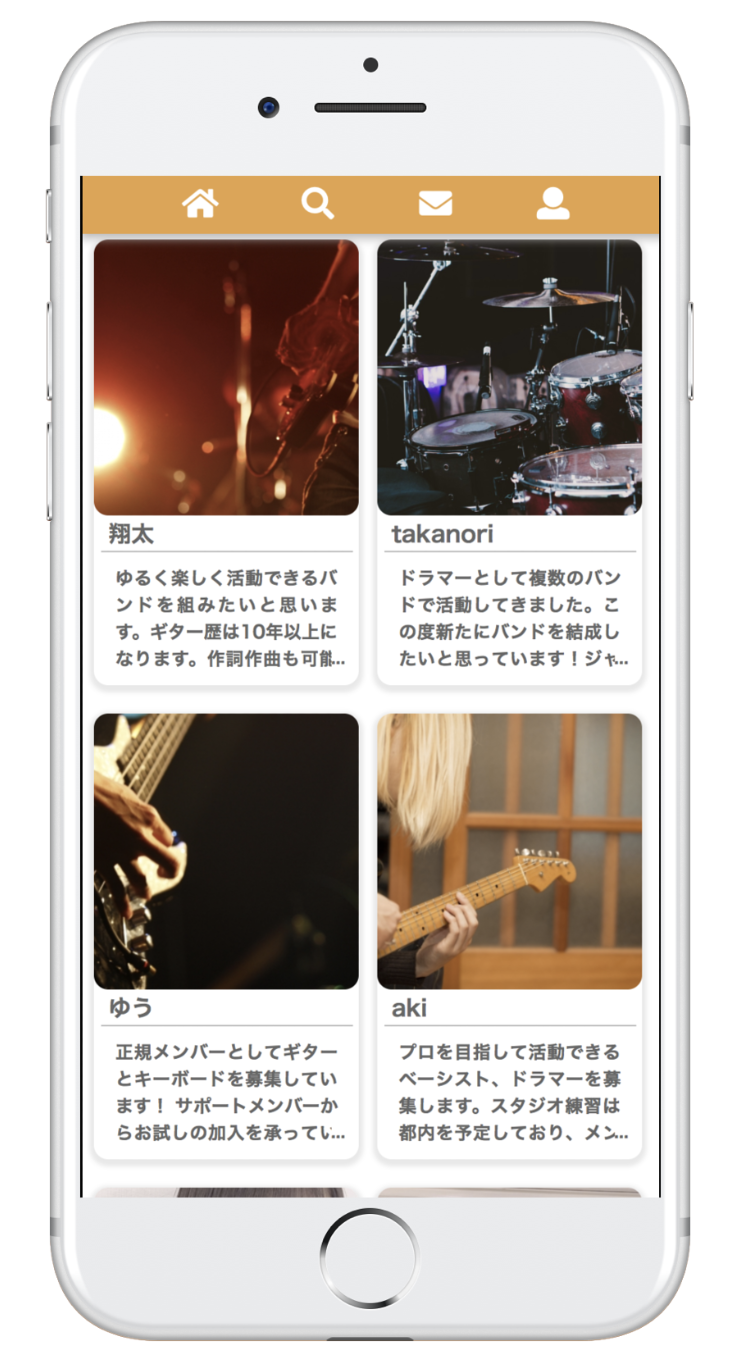 翔太
ゆるく楽しく活動できるバ
ンドを組みたいと思いま
す。ギター歴は10年以上に
なります。作詞作曲も可能...
takanori
ドラマーとして複数のバン
ドで活動してきました。こ
の度新たにバンドを結成し
たいと思っています！ジャ...
ゆう
正規メンバーとしてギター
とキーボードを募集してい
ます！ サポートメンバーか
らお試しの加入を承ってい...
aki
プロを目指して活動できる
ベーシスト、ドラマーを募
集します。スタジオ練習は
都内を予定しており、メン...